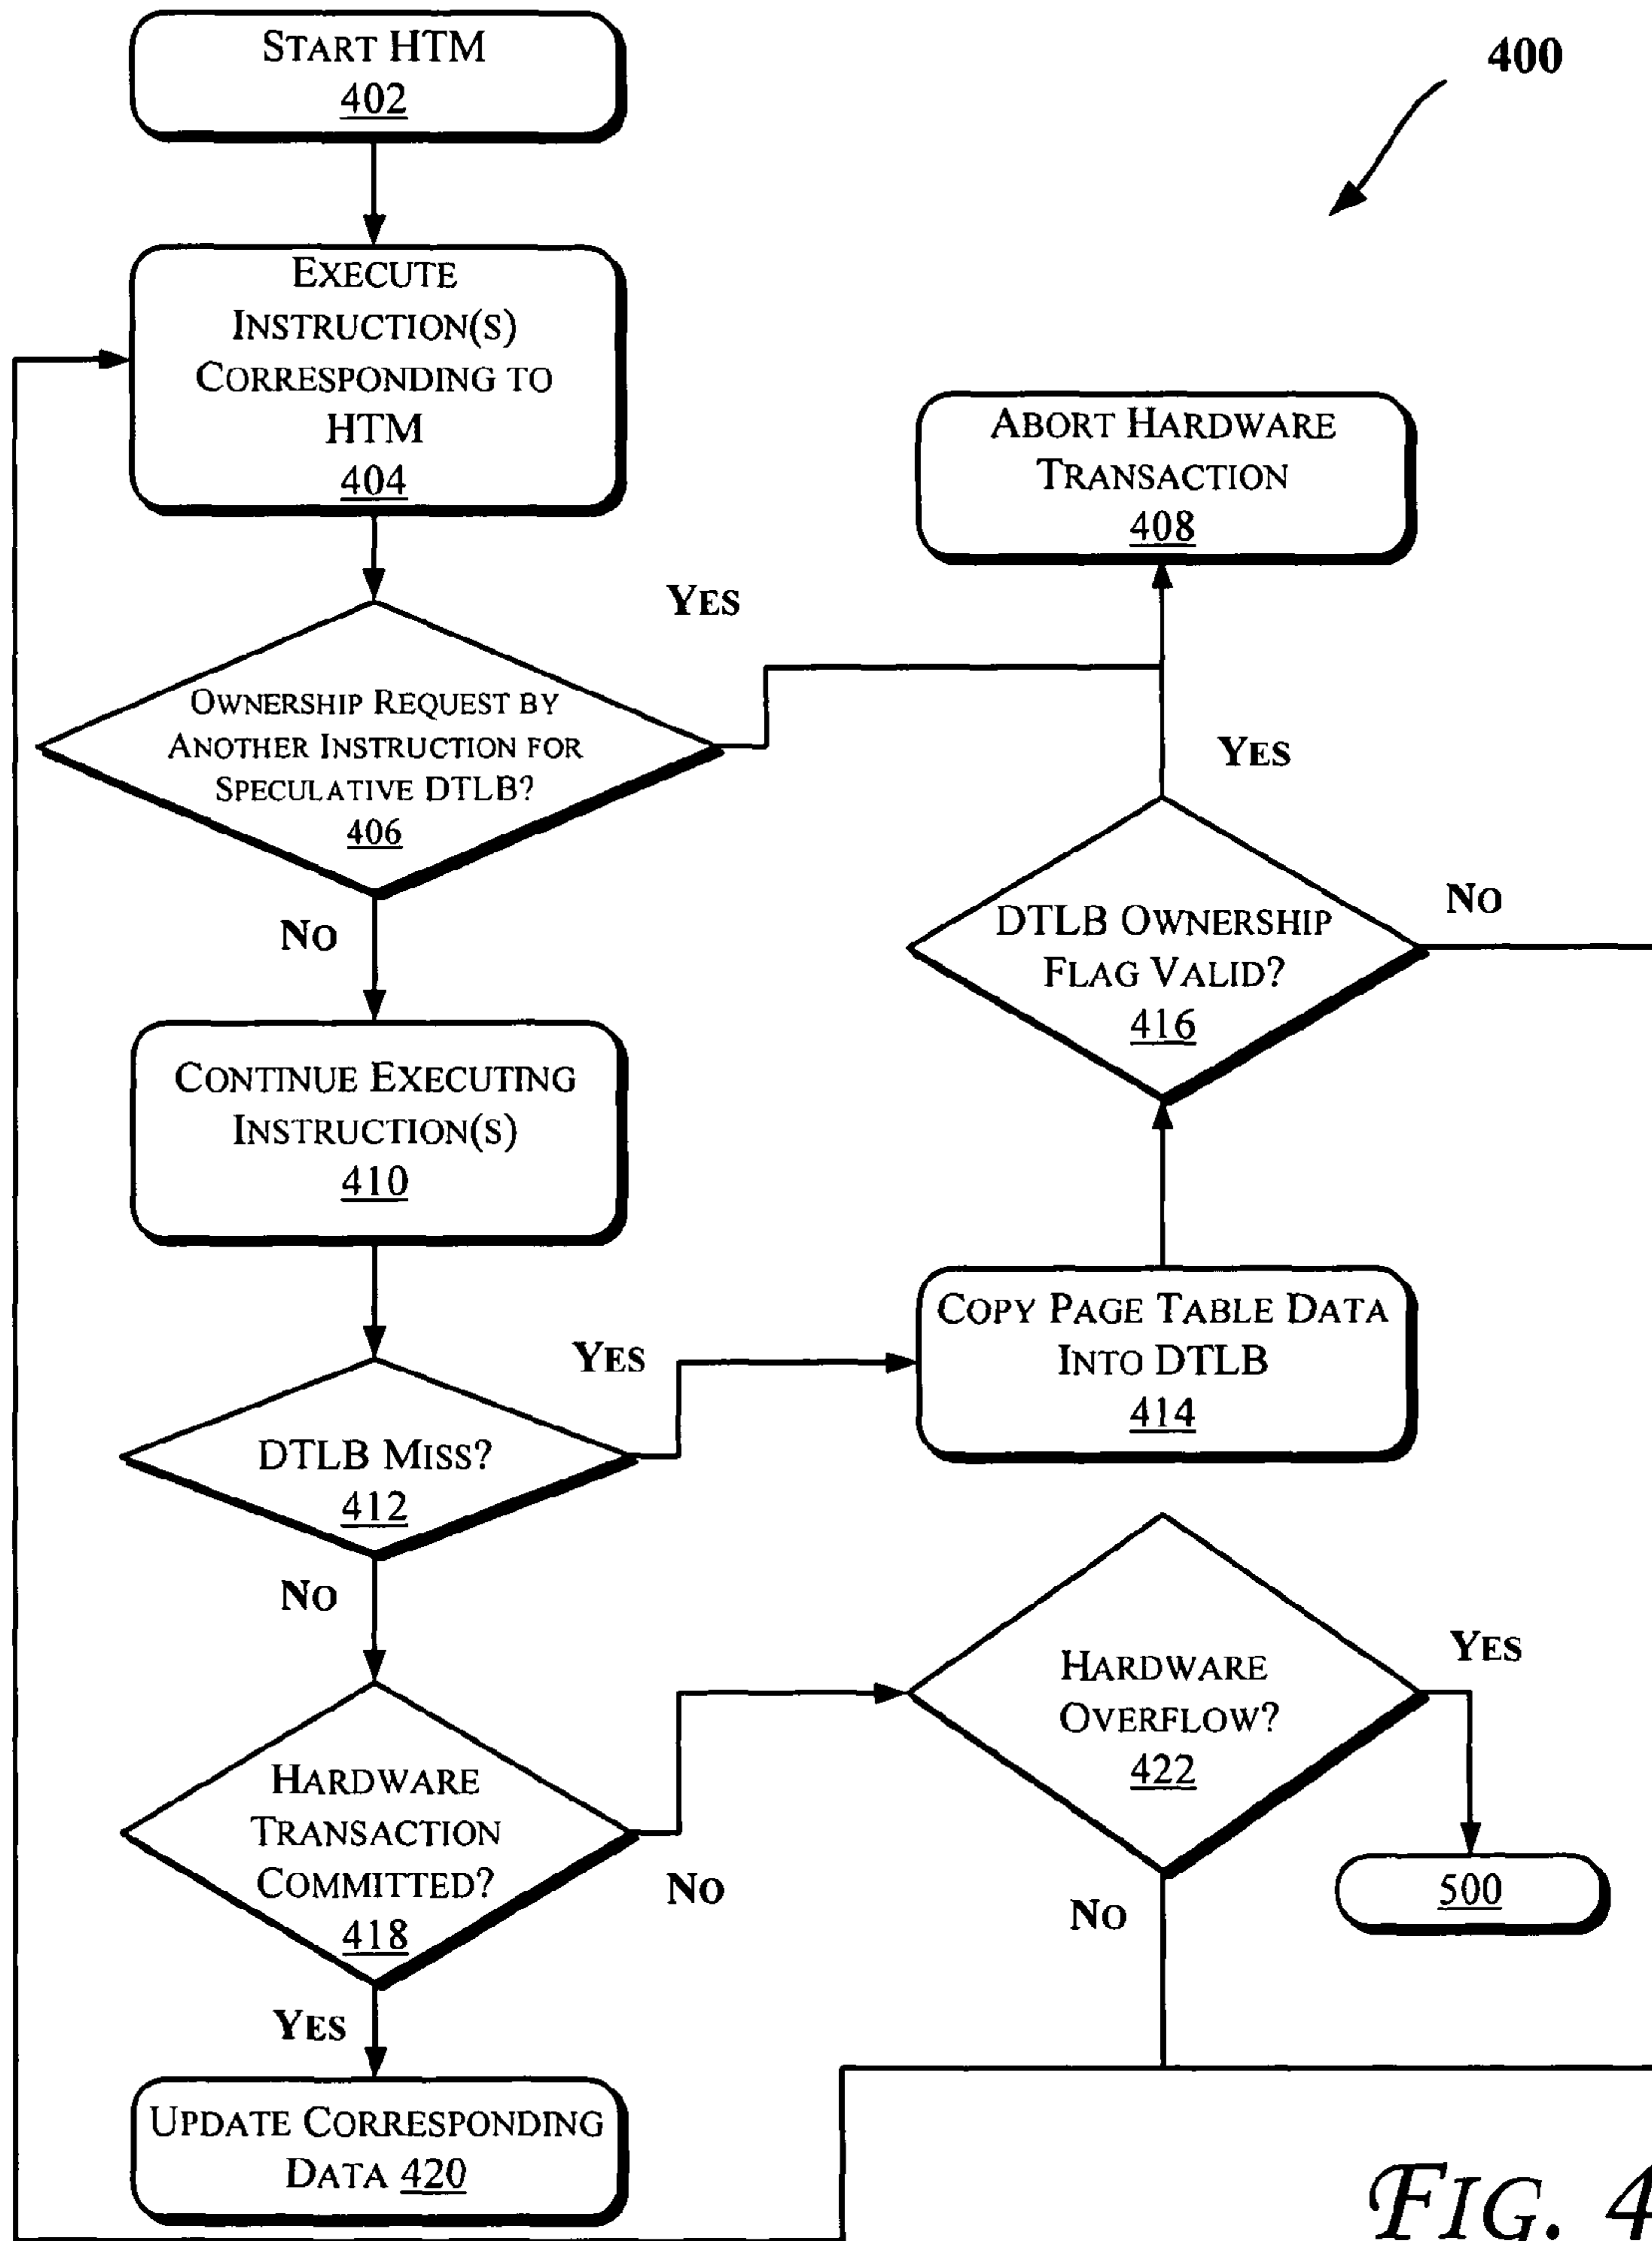 START HTM
402
400
EXECUTE
INSTRUCTION(S)
CORRESPONDING TO
HTM
404
ABORT HARDWARE
TRANSACTION
408
YES
OWNERSHIP REQUEST BY
ANOTHER INSTRUCTION FOR
SPECULATIVE DTLB?
406
YES
NO
DTLB OWNERSHIP
FLAG VALID?
416
NO
CONTINUE EXECUTING
INSTRUCTION(S)
410
COPY PAGE TABLE DATA
INTO DTLB
414
YES
DTLB MISS?
412
NO
HARDWARE
OVERFLOW?
422
YES
HARDWARE
TRANSACTION
COMMITTED?
418
NO
500
NO
YES
UPDATE CORRESPONDING
DATA 420
FIG. 4